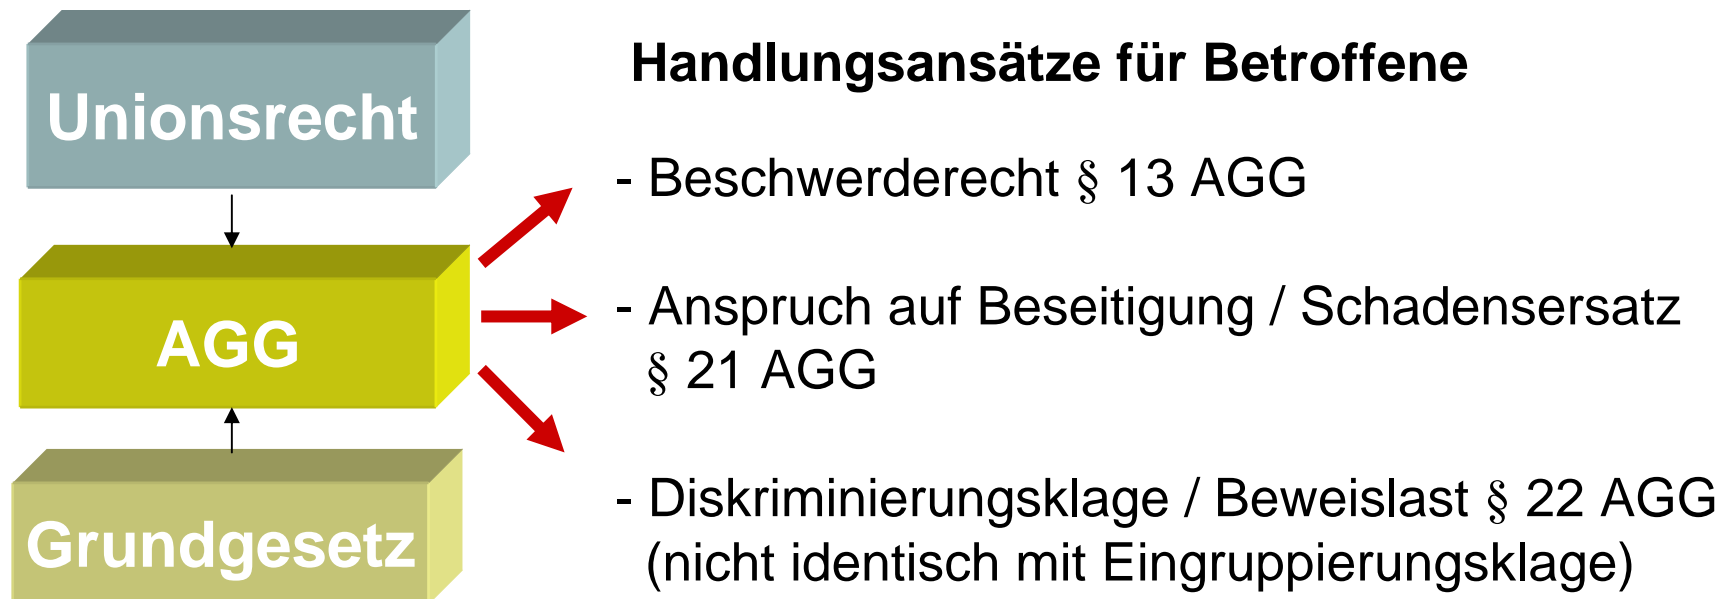 Unionsrecht
AGG
Grundgesetz
Handlungsansätze für Betroffene
- Beschwerderecht § 13 AGG
- Anspruch auf Beseitigung / Schadensersatz
§ 21 AGG
- Diskriminierungsklage / Beweislast § 22 AGG
(nicht identisch mit Eingruppierungsklage)